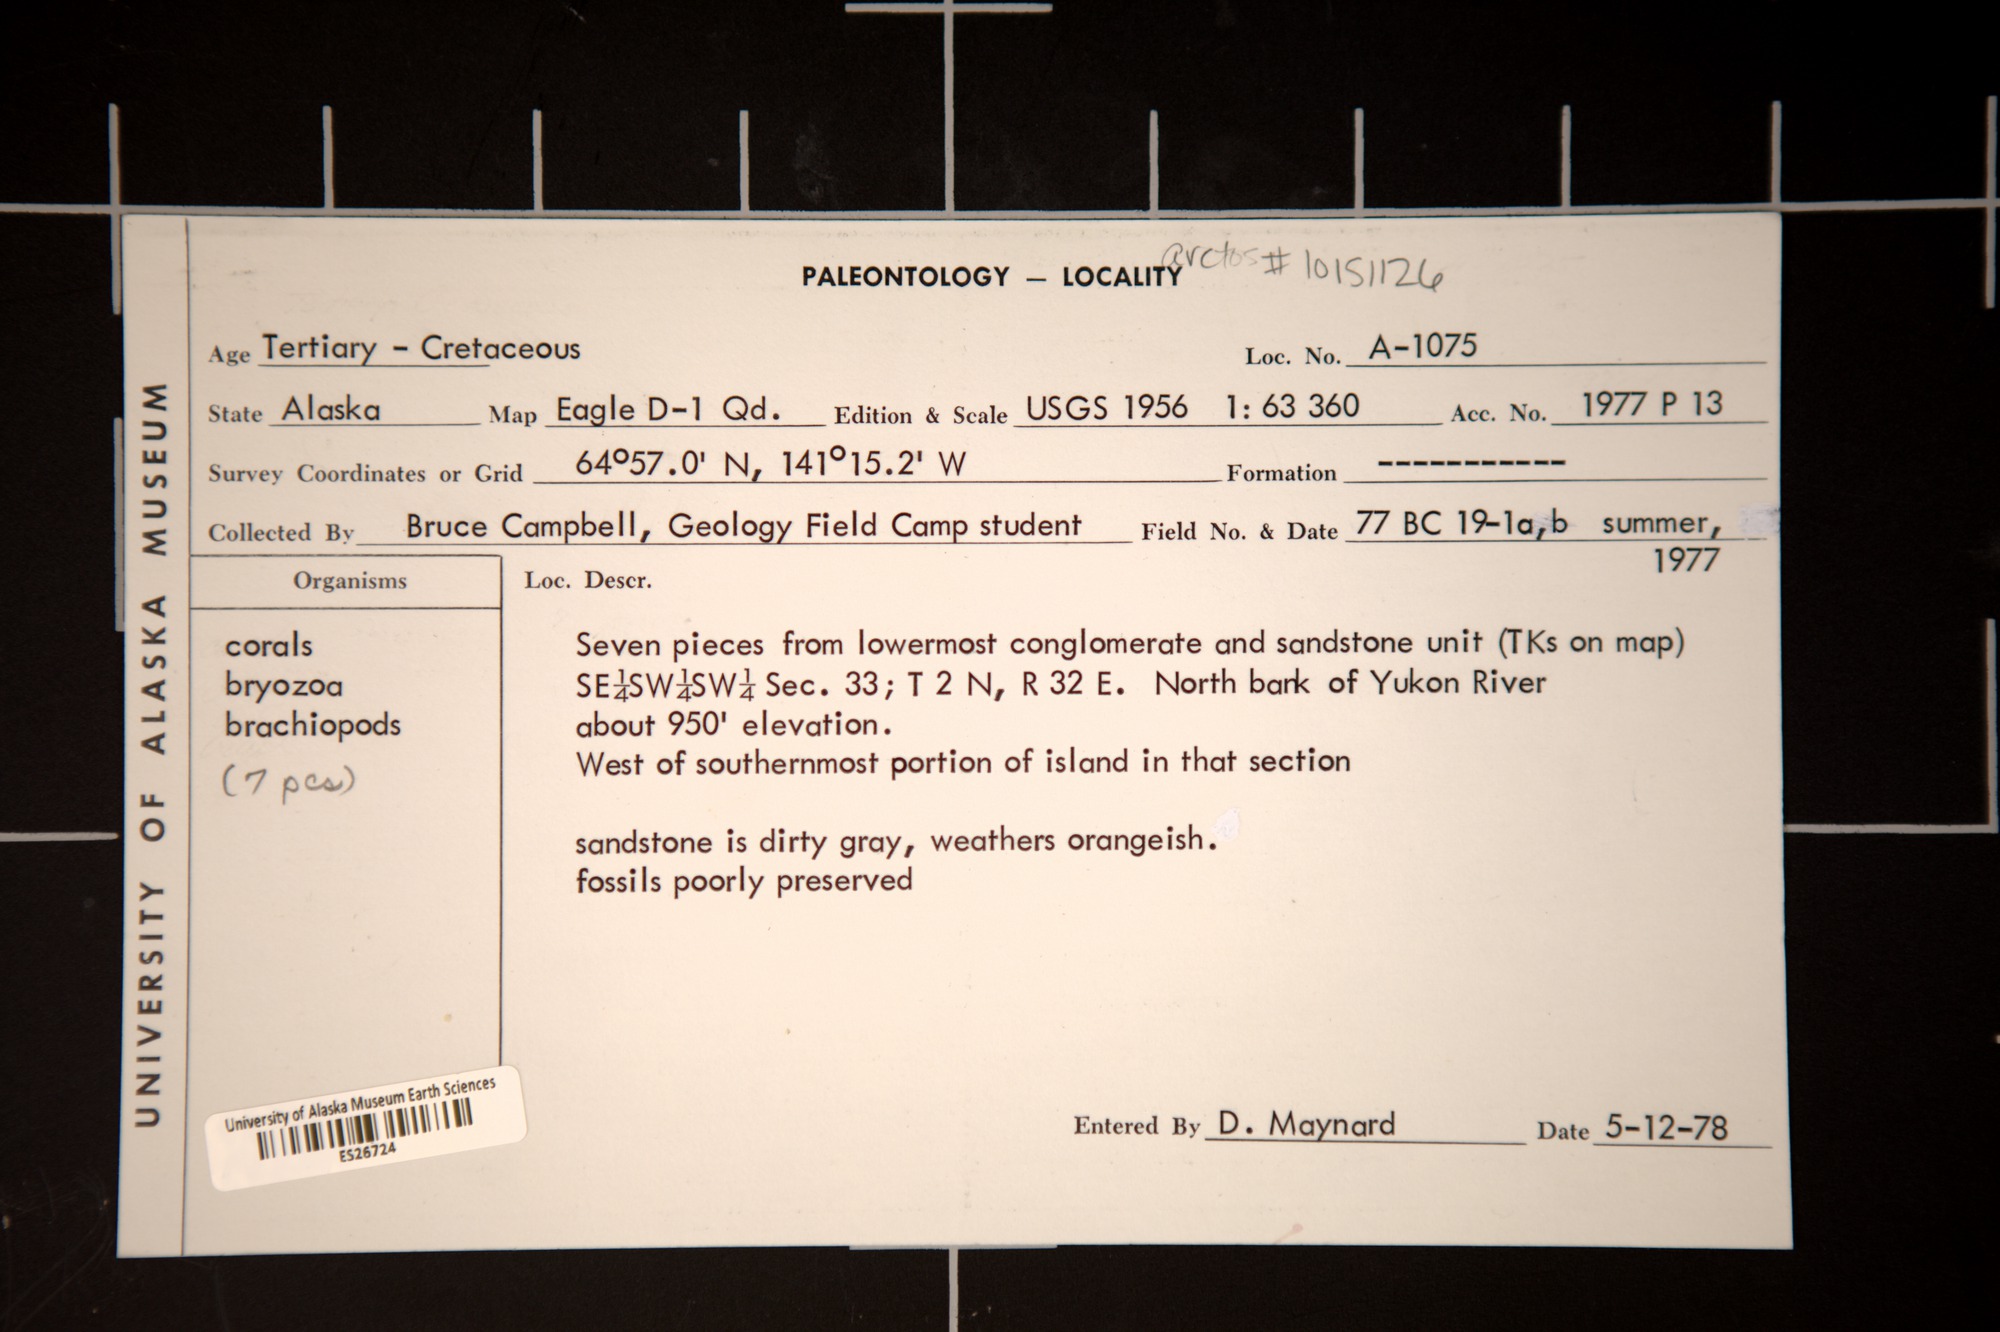 UNIVERSITY OF ALASKA MUSEUM
PALEONTOLOGY — LOCALITY
arctos # 10151126
Age Tertiary - Cretaceous Loc. No. A-1075
State Alaska Map Eagle D-1 Qd. Edition & Scale USGS 1956 1: 63 360 Acc. No. 1977 P 13
Survey Coordinates or Grid 64°57.0' N, 141°15.2' W Formation -----------
Collected By Bruce Campbell, Geology Field Camp student Field No. & Date 77 BC 19-1a,b summer,
1977
Organisms
corals
bryozoa
brachiopods
(7 pcs)
Loc. Descr.
Seven pieces from lowermost conglomerate and sandstone unit (TKs on map)
SE¼SW¼SW¼ Sec. 33; T 2 N, R 32 E. North bark of Yukon River
about 950' elevation.
West of southernmost portion of island in that section
sandstone is dirty gray, weathers orangeish.
fossils poorly preserved
University of Alaska Museum Earth Sciences
ES26724
Entered By D. Maynard Date 5-12-78